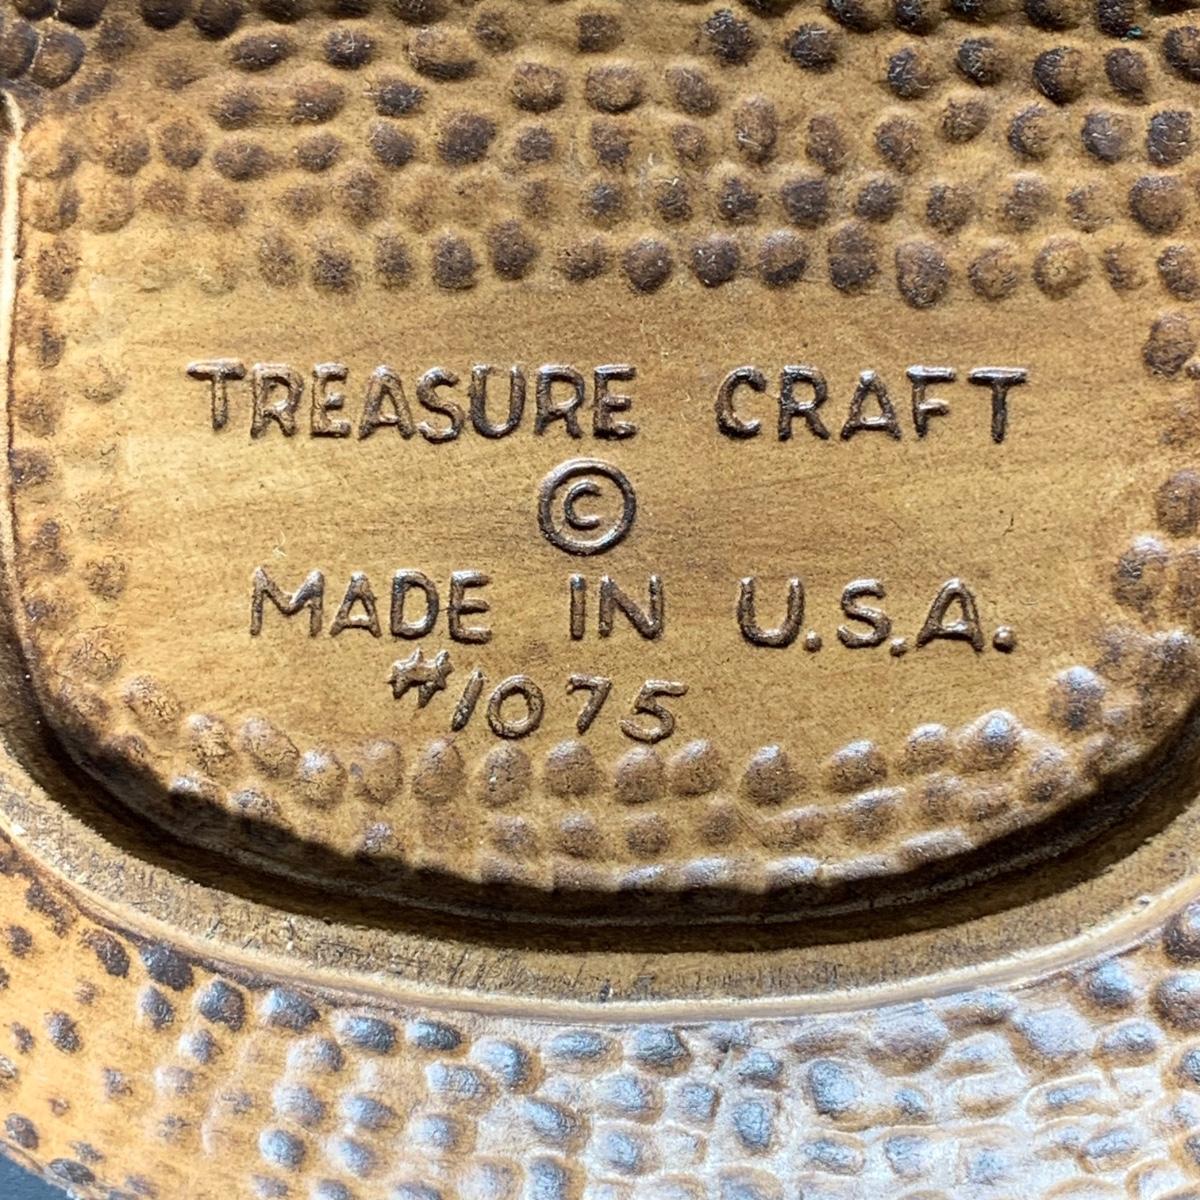 TREASURE CRAFT
©
MADE IN U.S.A.
#1075